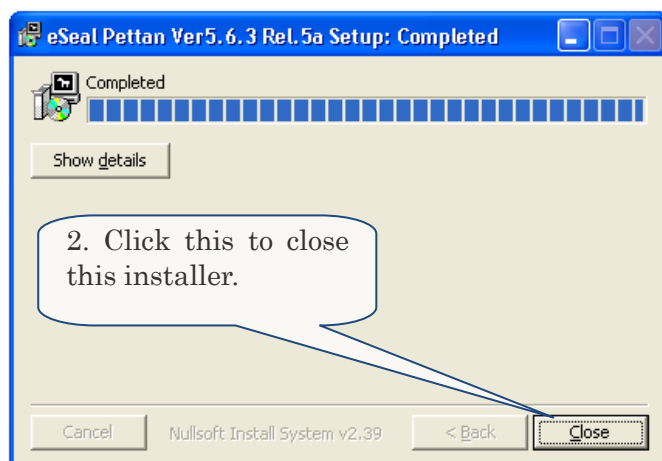 eSeal Pettan Ver5.6.3 Rel.5a Setup: Completed
Completed
Show details
2. Click this to close
this installer.
Cancel Nullsoft Install System v2.39 < Back Close